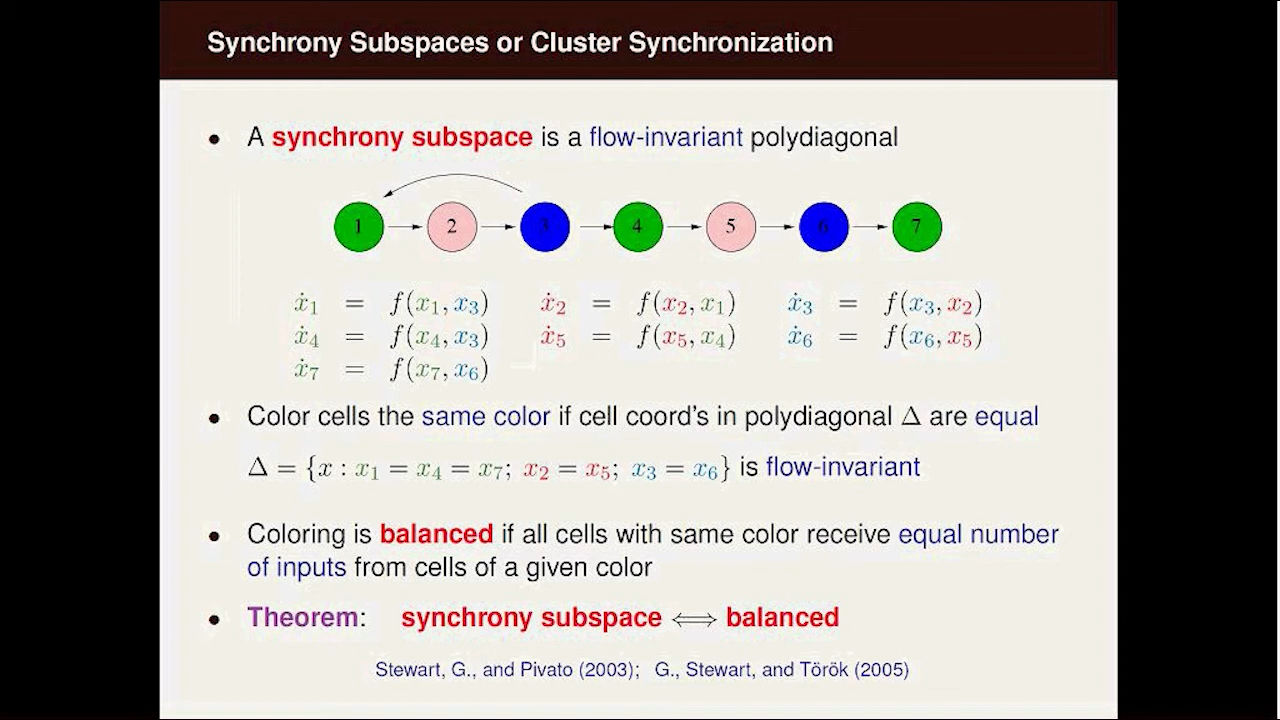 Synchrony Subspaces or Cluster Synchronization
• A synchrony subspace is a flow-invariant polydiagonal
1 2 3 4 5 6 7
ẋ₁ = f(x₁, x₃) ẋ₂ = f(x₂, x₁) ẋ₃ = f(x₃, x₂)
ẋ₄ = f(x₄, x₃) ẋ₅ = f(x₅, x₄) ẋ₆ = f(x₆, x₅)
ẋ₇ = f(x₇, x₆)
• Color cells the same color if cell coord's in polydiagonal Δ are equal
Δ = {x : x₁ = x₄ = x₇; x₂ = x₅; x₃ = x₆} is flow-invariant
• Coloring is balanced if all cells with same color receive equal number
of inputs from cells of a given color
• Theorem: synchrony subspace ⟺ balanced
Stewart, G., and Pivato (2003); G., Stewart, and Török (2005)